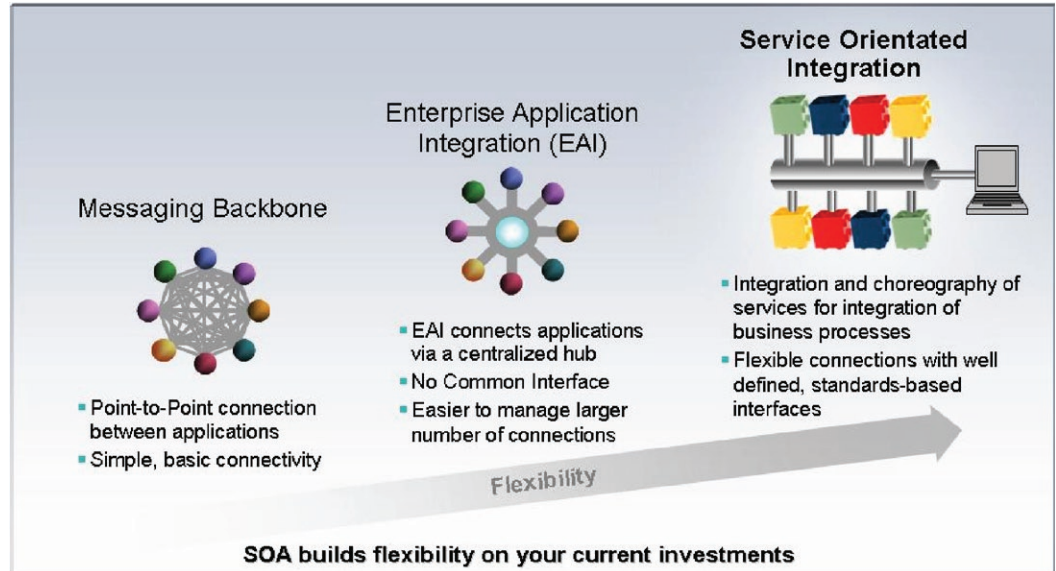 Service Orientated
Integration
Enterprise Application
Integration (EAI)
Messaging Backbone
▪ Integration and choreography of
services for integration of
business processes
▪ Flexible connections with well
defined, standards-based
interfaces
▪ EAI connects applications
via a centralized hub
▪ No Common Interface
▪ Easier to manage larger
number of connections
▪ Point-to-Point connection
between applications
▪ Simple, basic connectivity
Flexibility
SOA builds flexibility on your current investments